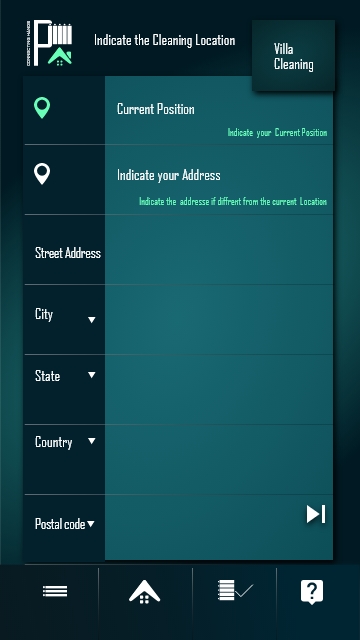 Indicate the Cleaning Location
Villa
Cleaning
Current Position
Indicate your Current Position
Indicate your Address
Indicate the addresse if diffrent from the current Location
Street Address
City
State
Country
Postal code